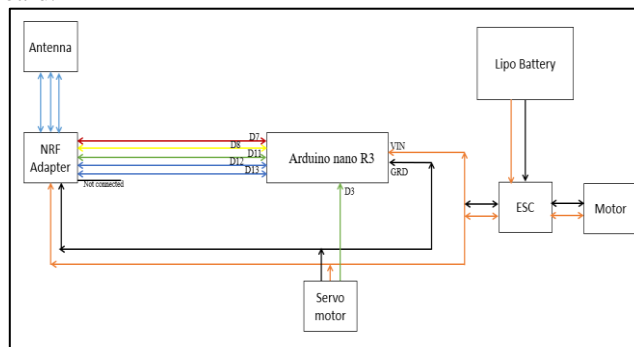 Antenna
Lipo Battery
NRF
Adapter
D7
D8
D11
D12
D13
Not connected
Arduino nano R3
VIN
GRD
D3
ESC
Motor
Servo
motor